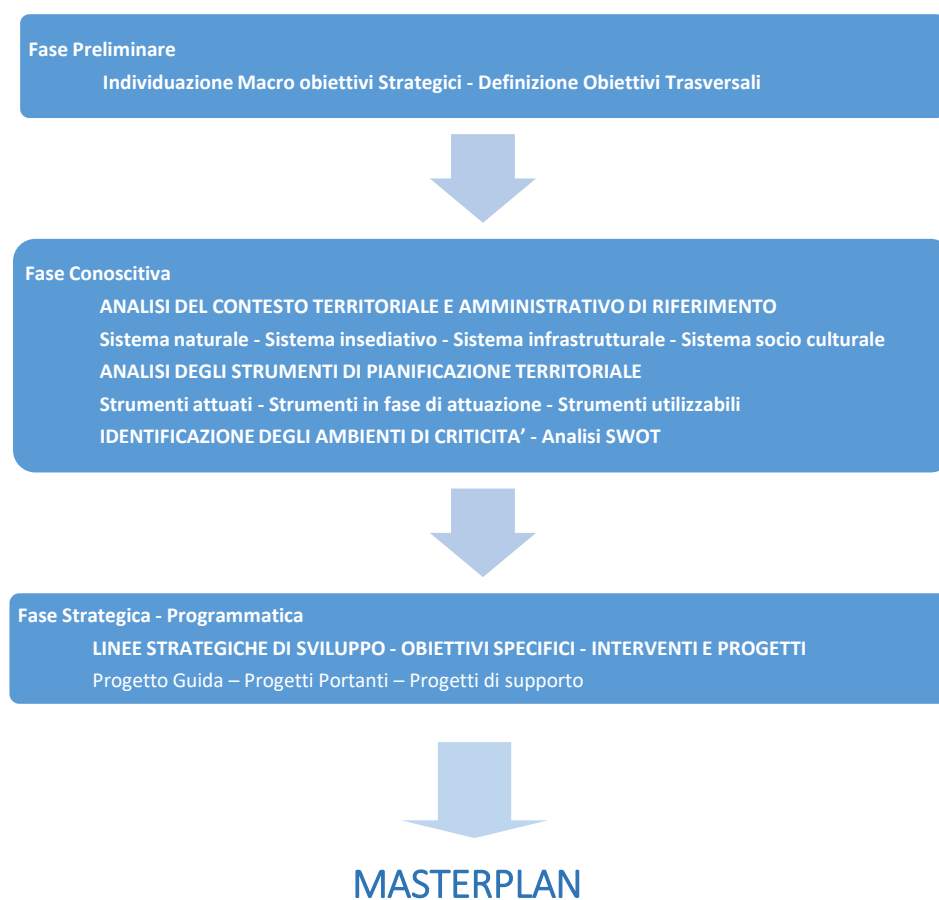 Fase Preliminare
Individuazione Macro obiettivi Strategici - Definizione Obiettivi Trasversali
Fase Conoscitiva
ANALISI DEL CONTESTO TERRITORIALE E AMMINISTRATIVO DI RIFERIMENTO
Sistema naturale - Sistema insediativo - Sistema infrastrutturale - Sistema socio culturale
ANALISI DEGLI STRUMENTI DI PIANIFICAZIONE TERRITORIALE
Strumenti attuati - Strumenti in fase di attuazione - Strumenti utilizzabili
IDENTIFICAZIONE DEGLI AMBIENTI DI CRITICITA’ - Analisi SWOT
Fase Strategica - Programmatica
LINEE STRATEGICHE DI SVILUPPO - OBIETTIVI SPECIFICI - INTERVENTI E PROGETTI
Progetto Guida – Progetti Portanti – Progetti di supporto
MASTERPLAN